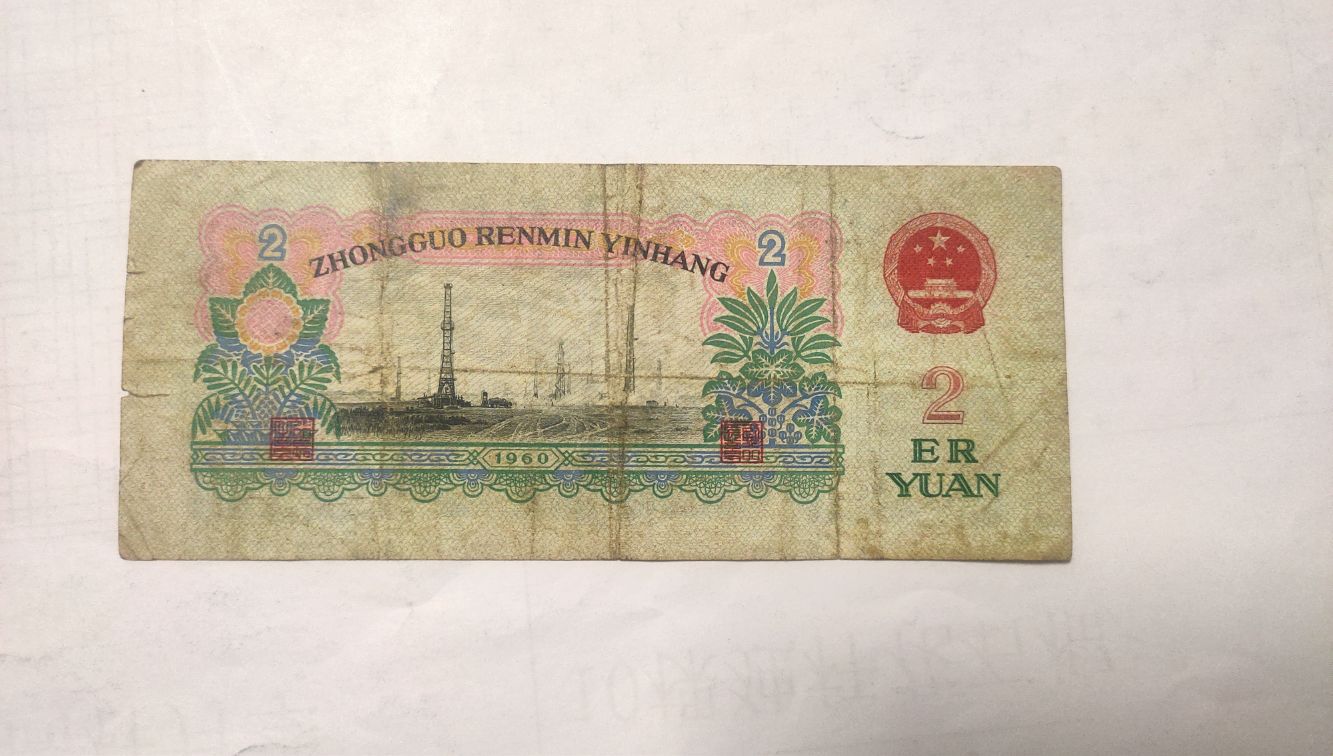 2 2
ZHONGGUO RENMIN YINHANG
1960
2
ER
YUAN